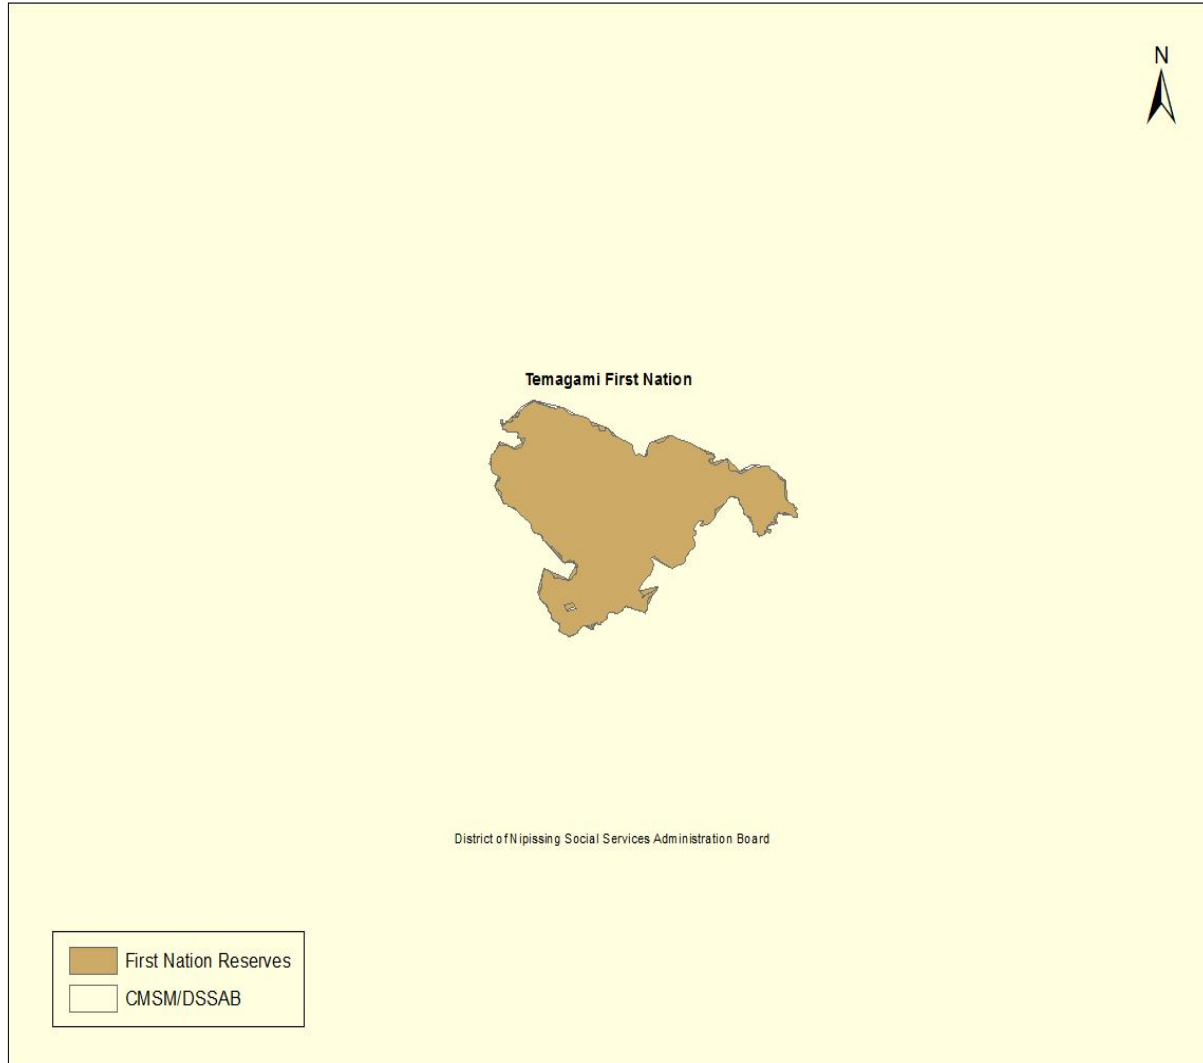 N
Temagami First Nation
District of Nipissing Social Services Administration Board
First Nation Reserves
CMSM/DSSAB